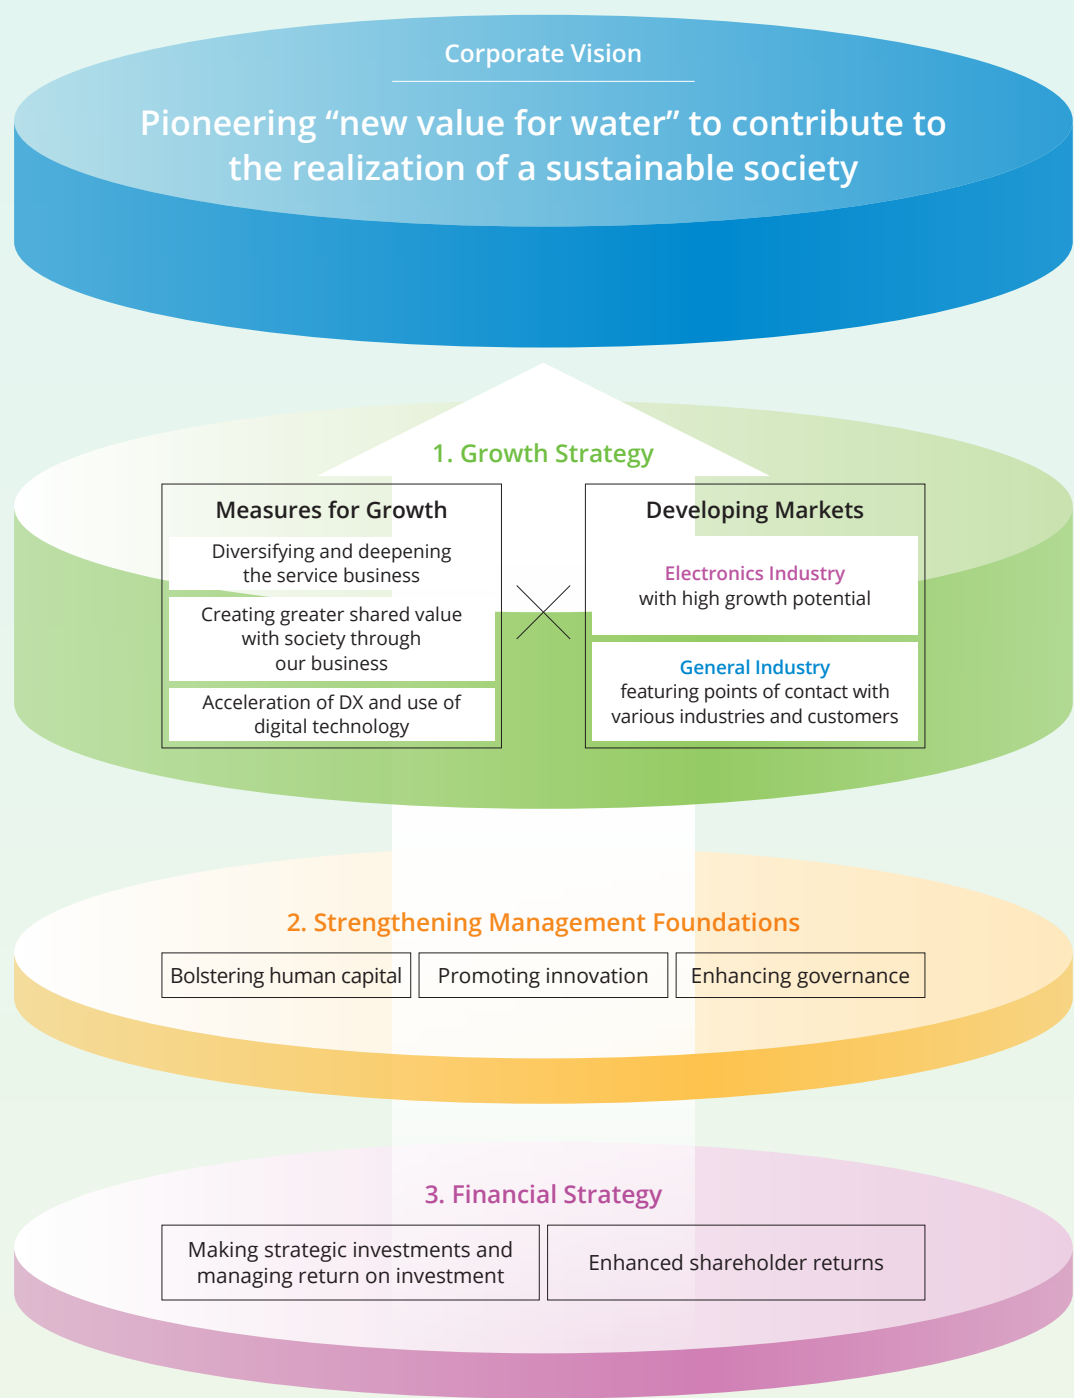 Corporate Vision
Pioneering “new value for water” to contribute to
the realization of a sustainable society
1. Growth Strategy
Measures for Growth
Diversifying and deepening
the service business
Creating greater shared value
with society through
our business
Acceleration of DX and use of
digital technology
Developing Markets
Electronics Industry
with high growth potential
General Industry
featuring points of contact with
various industries and customers
2. Strengthening Management Foundations
Bolstering human capital
Promoting innovation
Enhancing governance
3. Financial Strategy
Making strategic investments and
managing return on investment
Enhanced shareholder returns